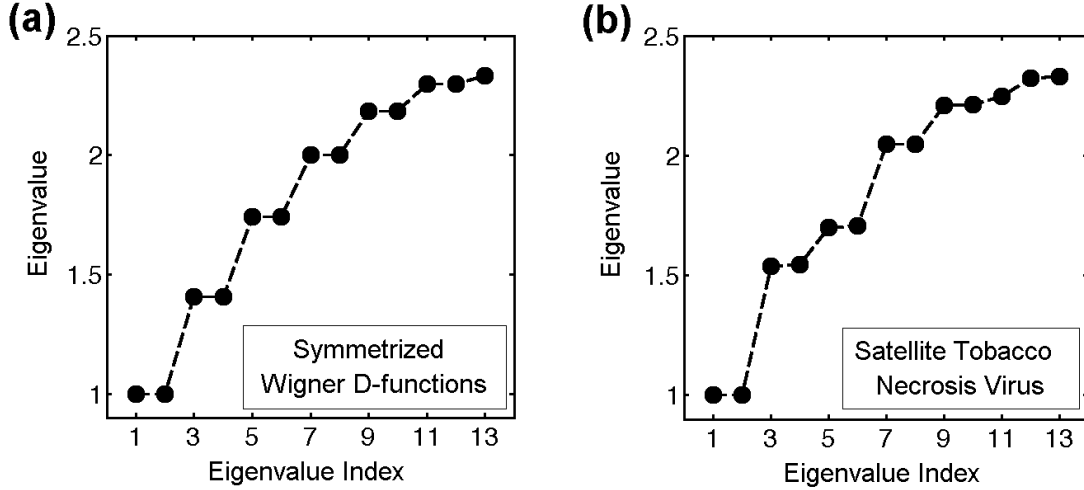 (a)
2.5
2
1.5
1
Eigenvalue
Symmetrized
Wigner D-functions
1 3 5 7 9 11 13
Eigenvalue Index
(b)
2.5
2
1.5
1
Eigenvalue
Satellite Tobacco
Necrosis Virus
1 3 5 7 9 11 13
Eigenvalue Index